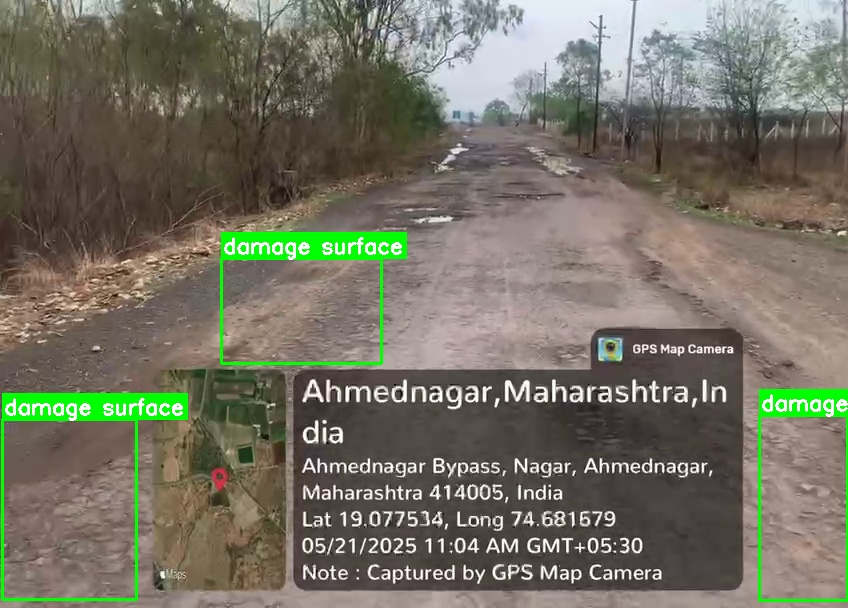 damage surface
damage surface
damage
GPS Map Camera
Ahmednagar,Maharashtra,In
dia
Ahmednagar Bypass, Nagar, Ahmednagar,
Maharashtra 414005, India
Lat 19.077534, Long 74.681679
05/21/2025 11:04 AM GMT+05:30
Note : Captured by GPS Map Camera
Maps